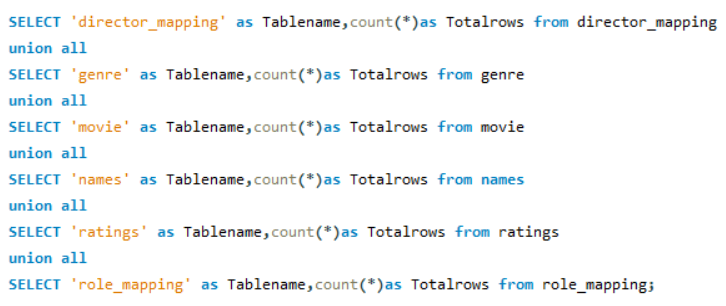 SELECT 'director_mapping' as Tablename,count(*)as Totalrows from director_mapping
union all
SELECT 'genre' as Tablename,count(*)as Totalrows from genre
union all
SELECT 'movie' as Tablename,count(*)as Totalrows from movie
union all
SELECT 'names' as Tablename,count(*)as Totalrows from names
union all
SELECT 'ratings' as Tablename,count(*)as Totalrows from ratings
union all
SELECT 'role_mapping' as Tablename,count(*)as Totalrows from role_mapping;